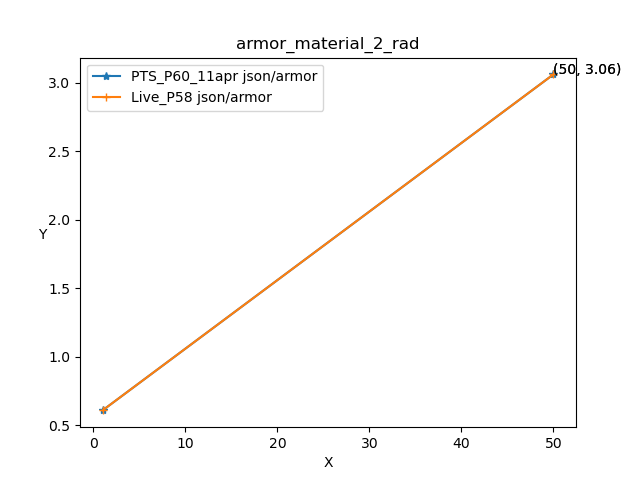 armor_material_2_rad
PTS_P60_11apr json/armor
Live_P58 json/armor
(50, 3.06)
3.0
2.5
2.0
Y
1.5
1.0
0.5
0 10 20 30 40 50
X